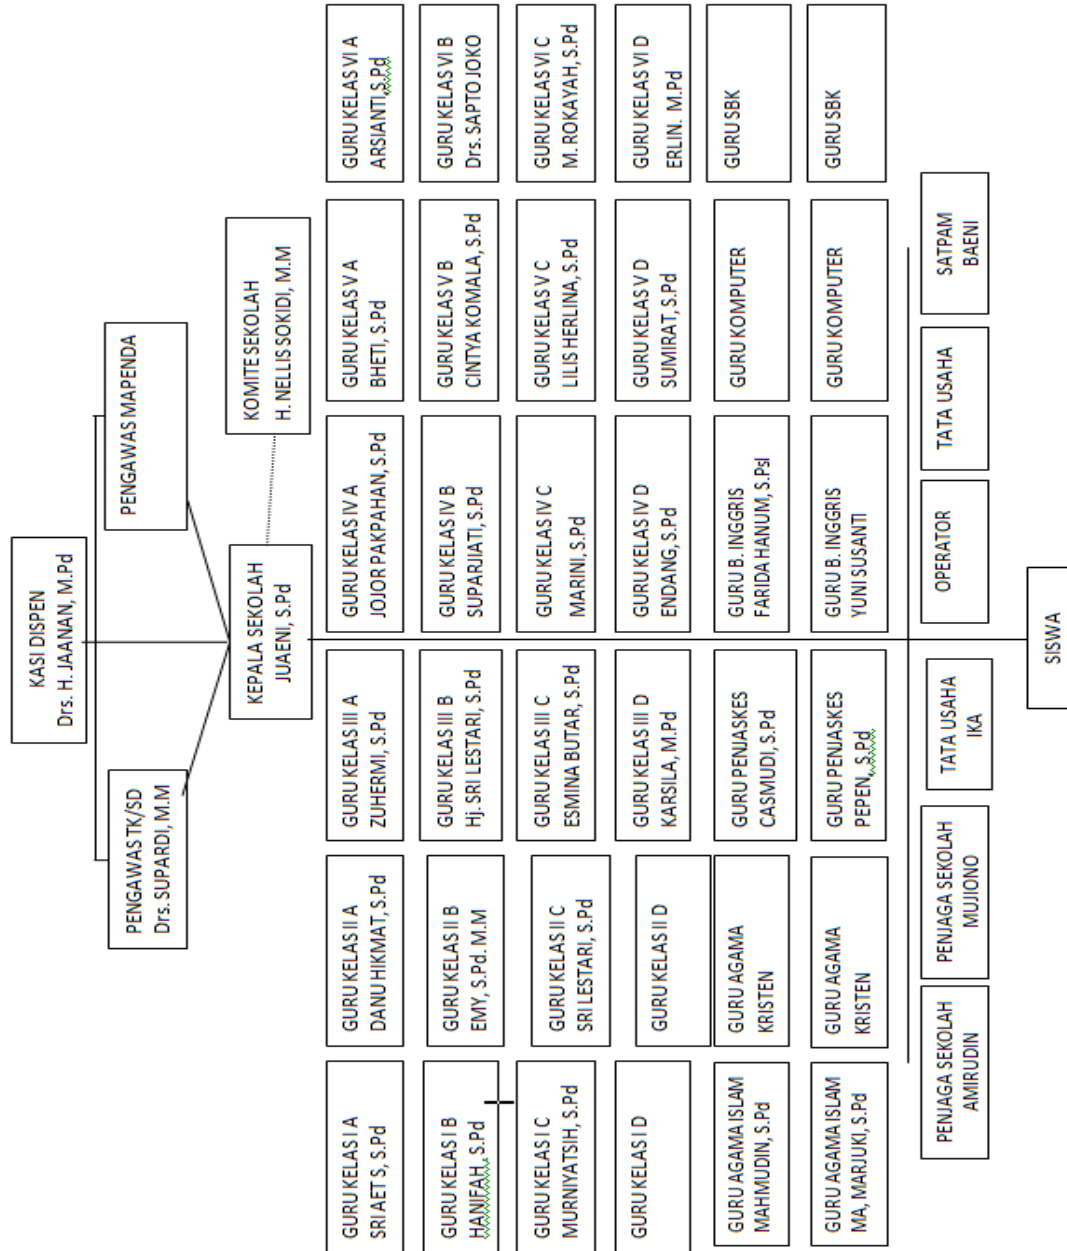 KASI DISPEN
Drs. H. JAANAN, M.Pd
PENGAWAS TK/SD
Drs. SUPARDI, M.M
PENGAWAS MAPENDA
KEPALA SEKOLAH
JUAENI, S.Pd
KOMITE SEKOLAH
H. NELLIS SOKIDI, M.M
GURU KELAS I A
SRI AET S, S.Pd
GURU KELAS II A
DANU HIKMAT, S.Pd
GURU KELAS III A
ZUHERMI, S.Pd
GURU KELAS IV A
JOJOR PAKPAHAN, S.Pd
GURU KELAS V A
BHETI, S.Pd
GURU KELAS VI A
ARSIANTI, S.Pd
GURU KELAS I B
HANIFAH, S.Pd
GURU KELAS II B
EMY, S.Pd. M.M
GURU KELAS III B
Hj. SRI LESTARI, S.Pd
GURU KELAS IV B
SUPARJIATI, S.Pd
GURU KELAS V B
CINTYA KOMALA, S.Pd
GURU KELAS VI B
Drs. SAPTO JOKO
GURU KELAS I C
MURNIYATSIH, S.Pd
GURU KELAS II C
SRI LESTARI, S.Pd
GURU KELAS III C
ESMINA BUTAR, S.Pd
GURU KELAS IV C
MARINI, S.Pd
GURU KELAS V C
LILIS HERLINA, S.Pd
GURU KELAS VI C
M. ROKAYAH, S.Pd
GURU KELAS I D
GURU KELAS II D
GURU KELAS III D
KARSILA, M.Pd
GURU KELAS IV D
ENDANG, S.Pd
GURU KELAS V D
SUMIRAT, S.Pd
GURU KELAS VI D
ERLIN. M.Pd
GURU AGAMA ISLAM
MAHMUDIN, S.Pd
GURU AGAMA
KRISTEN
GURU PENJASKES
CASMUDI, S.Pd
GURU B. INGGRIS
FARIDA HANUM, S.PsI
GURU KOMPUTER
GURU SBK
GURU AGAMA ISLAM
MA, MARJUKI, S.Pd
GURU AGAMA
KRISTEN
GURU PENJASKES
PEPEN, S.Pd
GURU B. INGGRIS
YUNI SUSANTI
GURU KOMPUTER
GURU SBK
PENJAGA SEKOLAH
AMIRUDIN
PENJAGA SEKOLAH
MUJIONO
TATA USAHA
IKA
OPERATOR
TATA USAHA
SATPAM
BAENI
SISWA